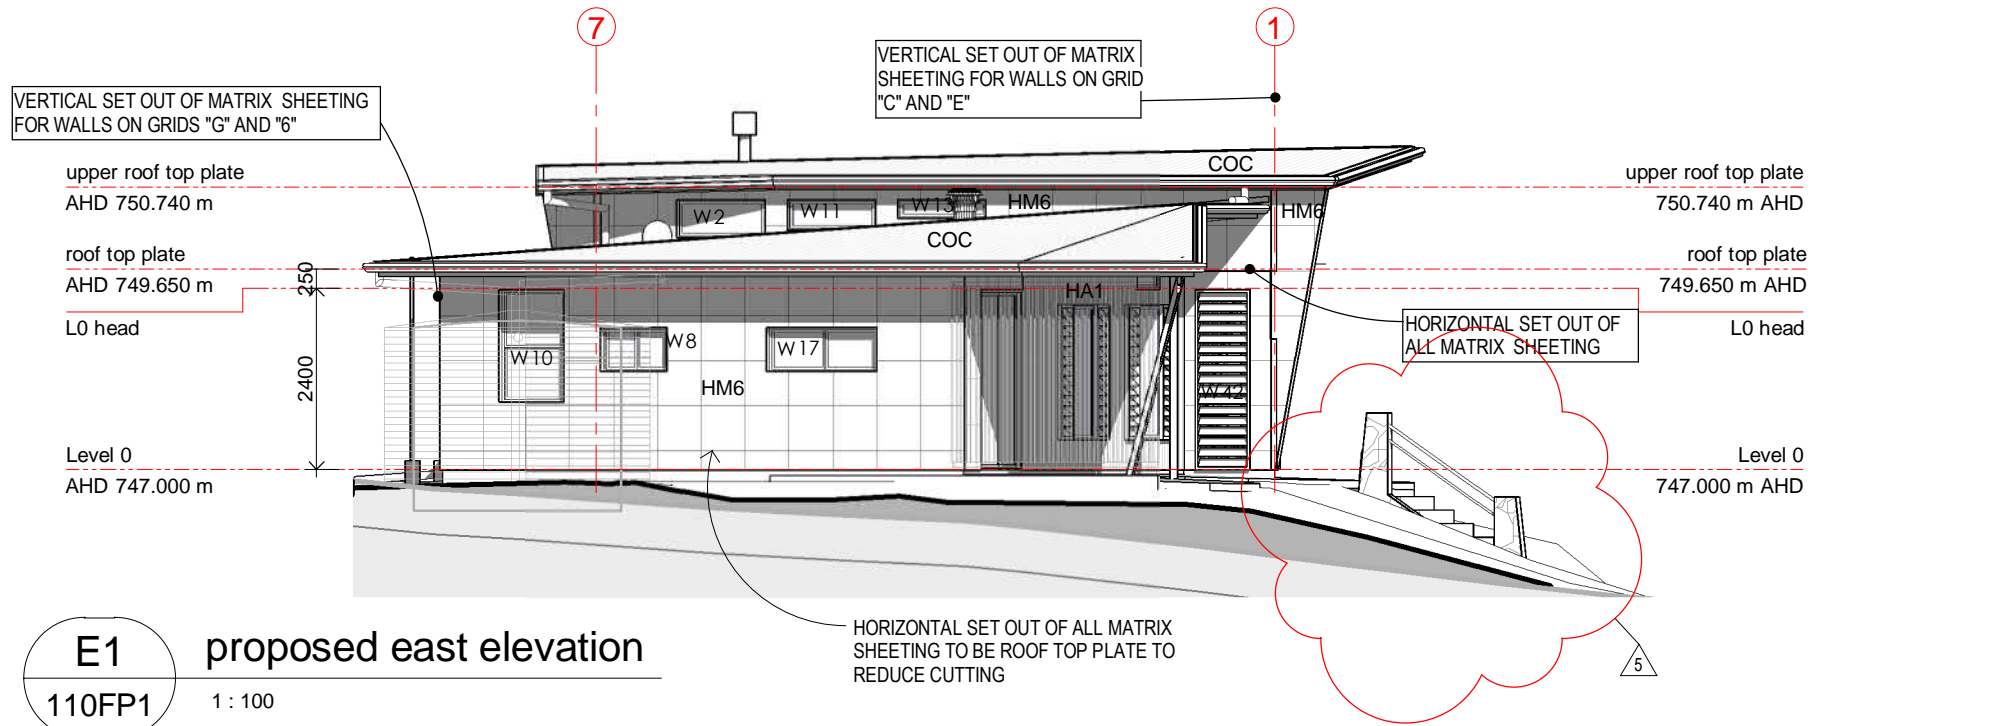 7
1
VERTICAL SET OUT OF MATRIX
SHEETING FOR WALLS ON GRID
"C" AND "E"
VERTICAL SET OUT OF MATRIX SHEETING
FOR WALLS ON GRIDS "G" AND "6"
upper roof top plate
AHD 750.740 m
roof top plate
AHD 749.650 m
L0 head
Level 0
AHD 747.000 m
250
2400
COC
W2
W11
W13
HM6
HM6
COC
HA1
W10
W8
W17
HM6
W42
upper roof top plate
750.740 m AHD
roof top plate
749.650 m AHD
L0 head
HORIZONTAL SET OUT OF
ALL MATRIX SHEETING
Level 0
747.000 m AHD
HORIZONTAL SET OUT OF ALL MATRIX
SHEETING TO BE ROOF TOP PLATE TO
REDUCE CUTTING
5
E1
110FP1
proposed east elevation
1 : 100